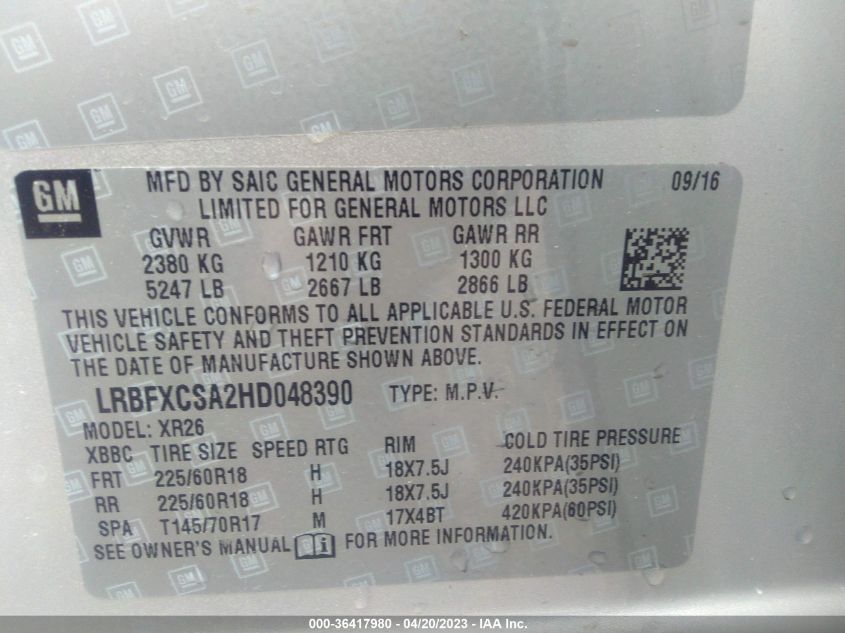 GM
MFD BY SAIC GENERAL MOTORS CORPORATION 09/16
LIMITED FOR GENERAL MOTORS LLC
GVWR GAWR FRT GAWR RR
2380 KG 1210 KG 1300 KG
5247 LB 2667 LB 2866 LB
THIS VEHICLE CONFORMS TO ALL APPLICABLE U.S. FEDERAL MOTOR
VEHICLE SAFETY AND THEFT PREVENTION STANDARDS IN EFFECT ON
THE DATE OF MANUFACTURE SHOWN ABOVE.
LRBFXCSA2HD048390 TYPE: M.P.V.
MODEL: XR26
XBBC TIRE SIZE SPEED RTG RIM COLD TIRE PRESSURE
FRT 225/60R18 H 18X7.5J 240KPA(35PSI)
RR 225/60R18 H 18X7.5J 240KPA(35PSI)
SPA T145/70R17 M 17X4BT 420KPA(60PSI)
SEE OWNER'S MANUAL i FOR MORE INFORMATION.
000-36417980 - 04/20/2023 - IAA Inc.